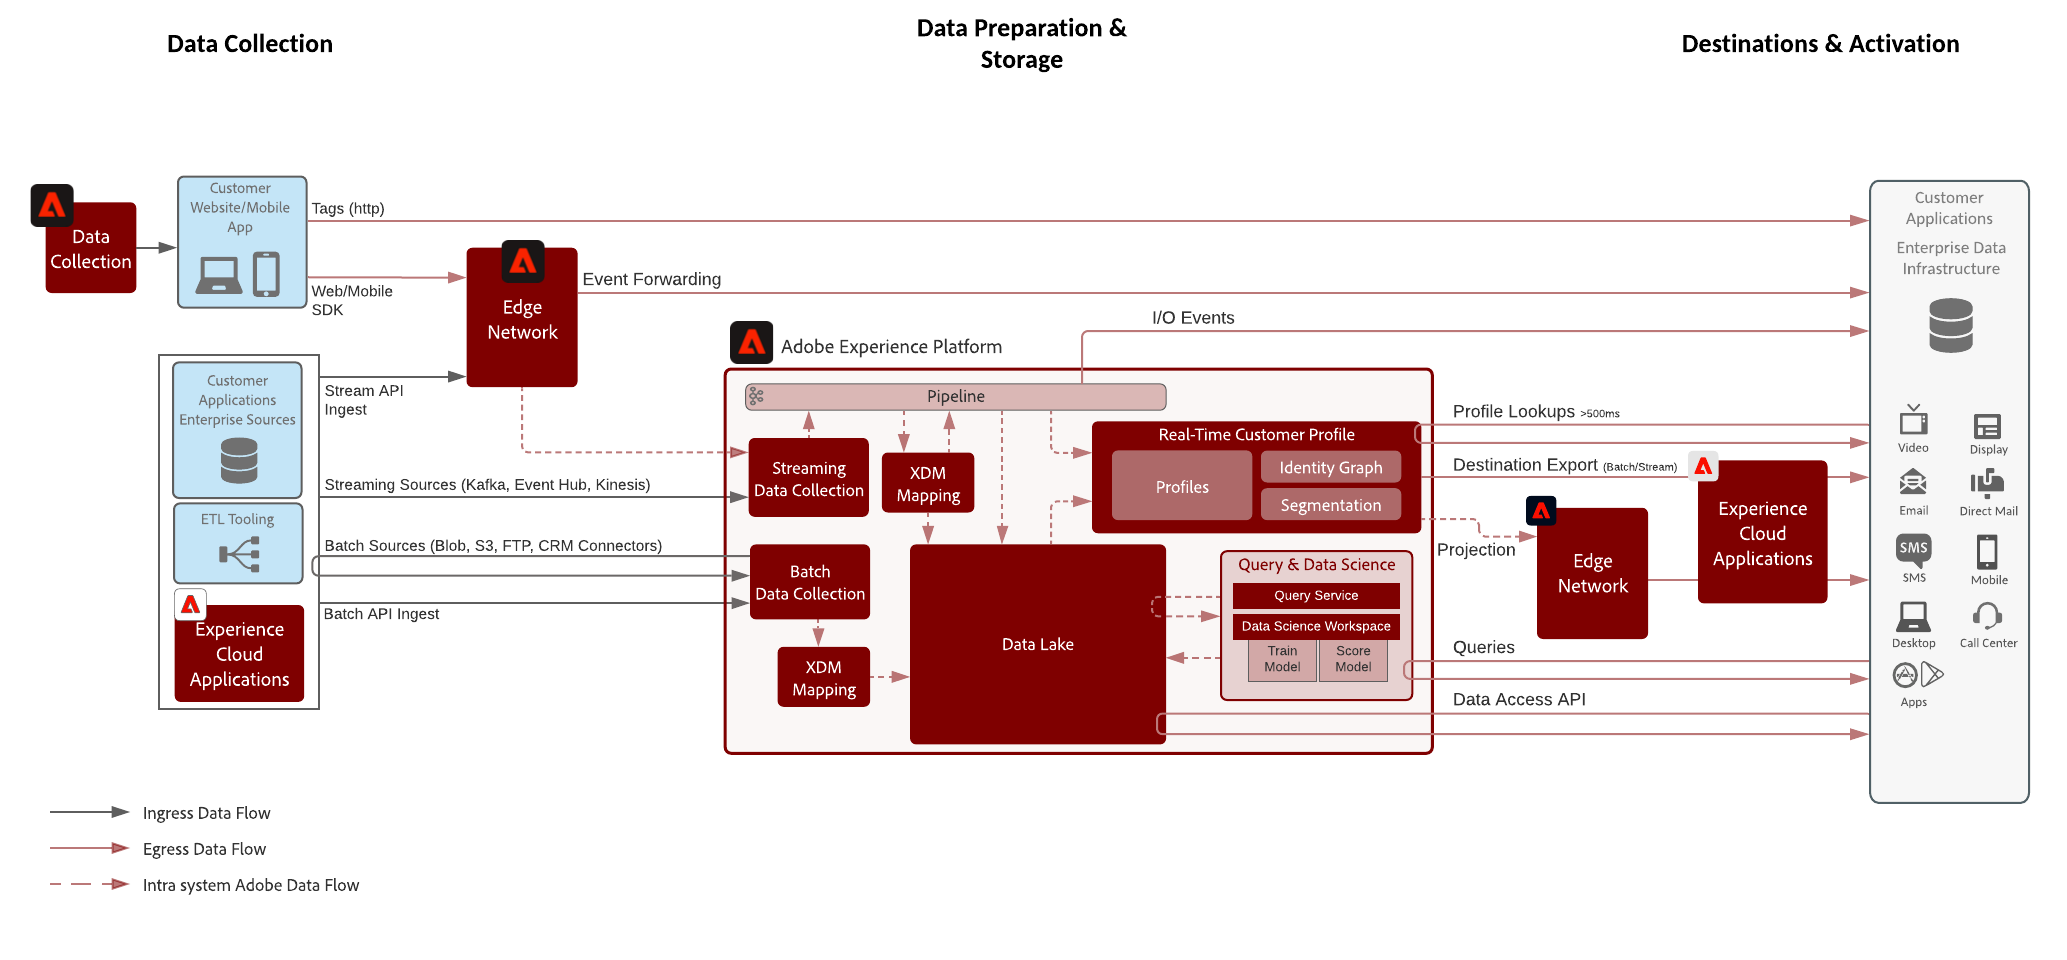 Data Collection
Data Preparation &
Storage
Destinations & Activation
Data
Collection
Customer
Website/Mobile
App
Tags (http)
Web/Mobile
SDK
Edge
Network
Event Forwarding
I/O Events
Customer
Applications
Enterprise Data
Infrastructure
Customer
Applications
Enterprise Sources
ETL Tooling
Experience
Cloud
Applications
Stream API
Ingest
Streaming Sources (Kafka, Event Hub, Kinesis)
Batch Sources (Blob, S3, FTP, CRM Connectors)
Batch API Ingest
Adobe Experience Platform
Pipeline
Streaming
Data Collection
XDM
Mapping
Batch
Data Collection
XDM
Mapping
Data Lake
Real-Time Customer Profile
Profiles
Identity Graph
Segmentation
Query & Data Science
Query Service
Data Science Workspace
Train
Model
Score
Model
Profile Lookups >500ms
Destination Export (Batch/Stream)
Projection
Edge
Network
Experience
Cloud
Applications
Queries
Data Access API
Video
Display
Email
Direct Mail
SMS
SMS
Mobile
Desktop
Call Center
Apps
Ingress Data Flow
Egress Data Flow
Intra system Adobe Data Flow